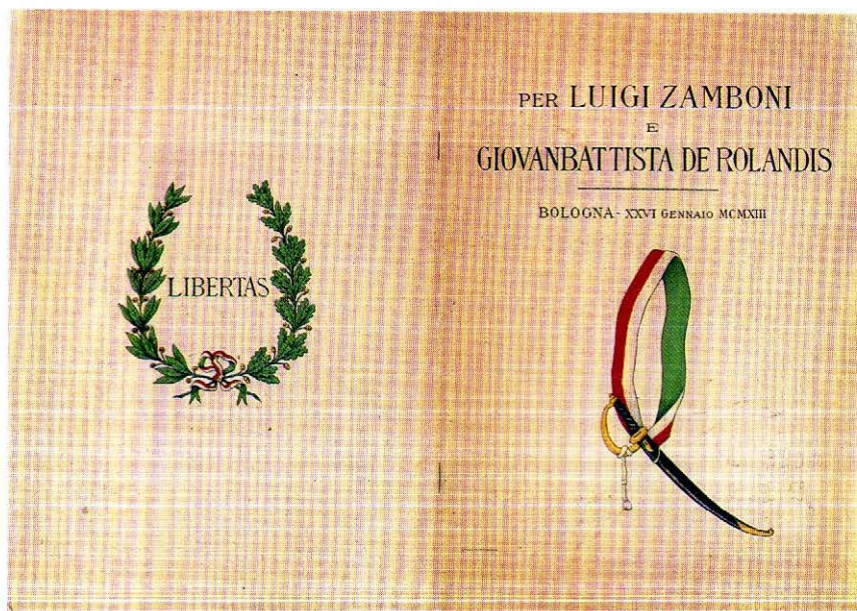 LIBERTAS
PER LUIGI ZAMBONI
E
GIOVANBATTISTA DE ROLANDIS
BOLOGNA - XXVI GENNAIO MCMXIII